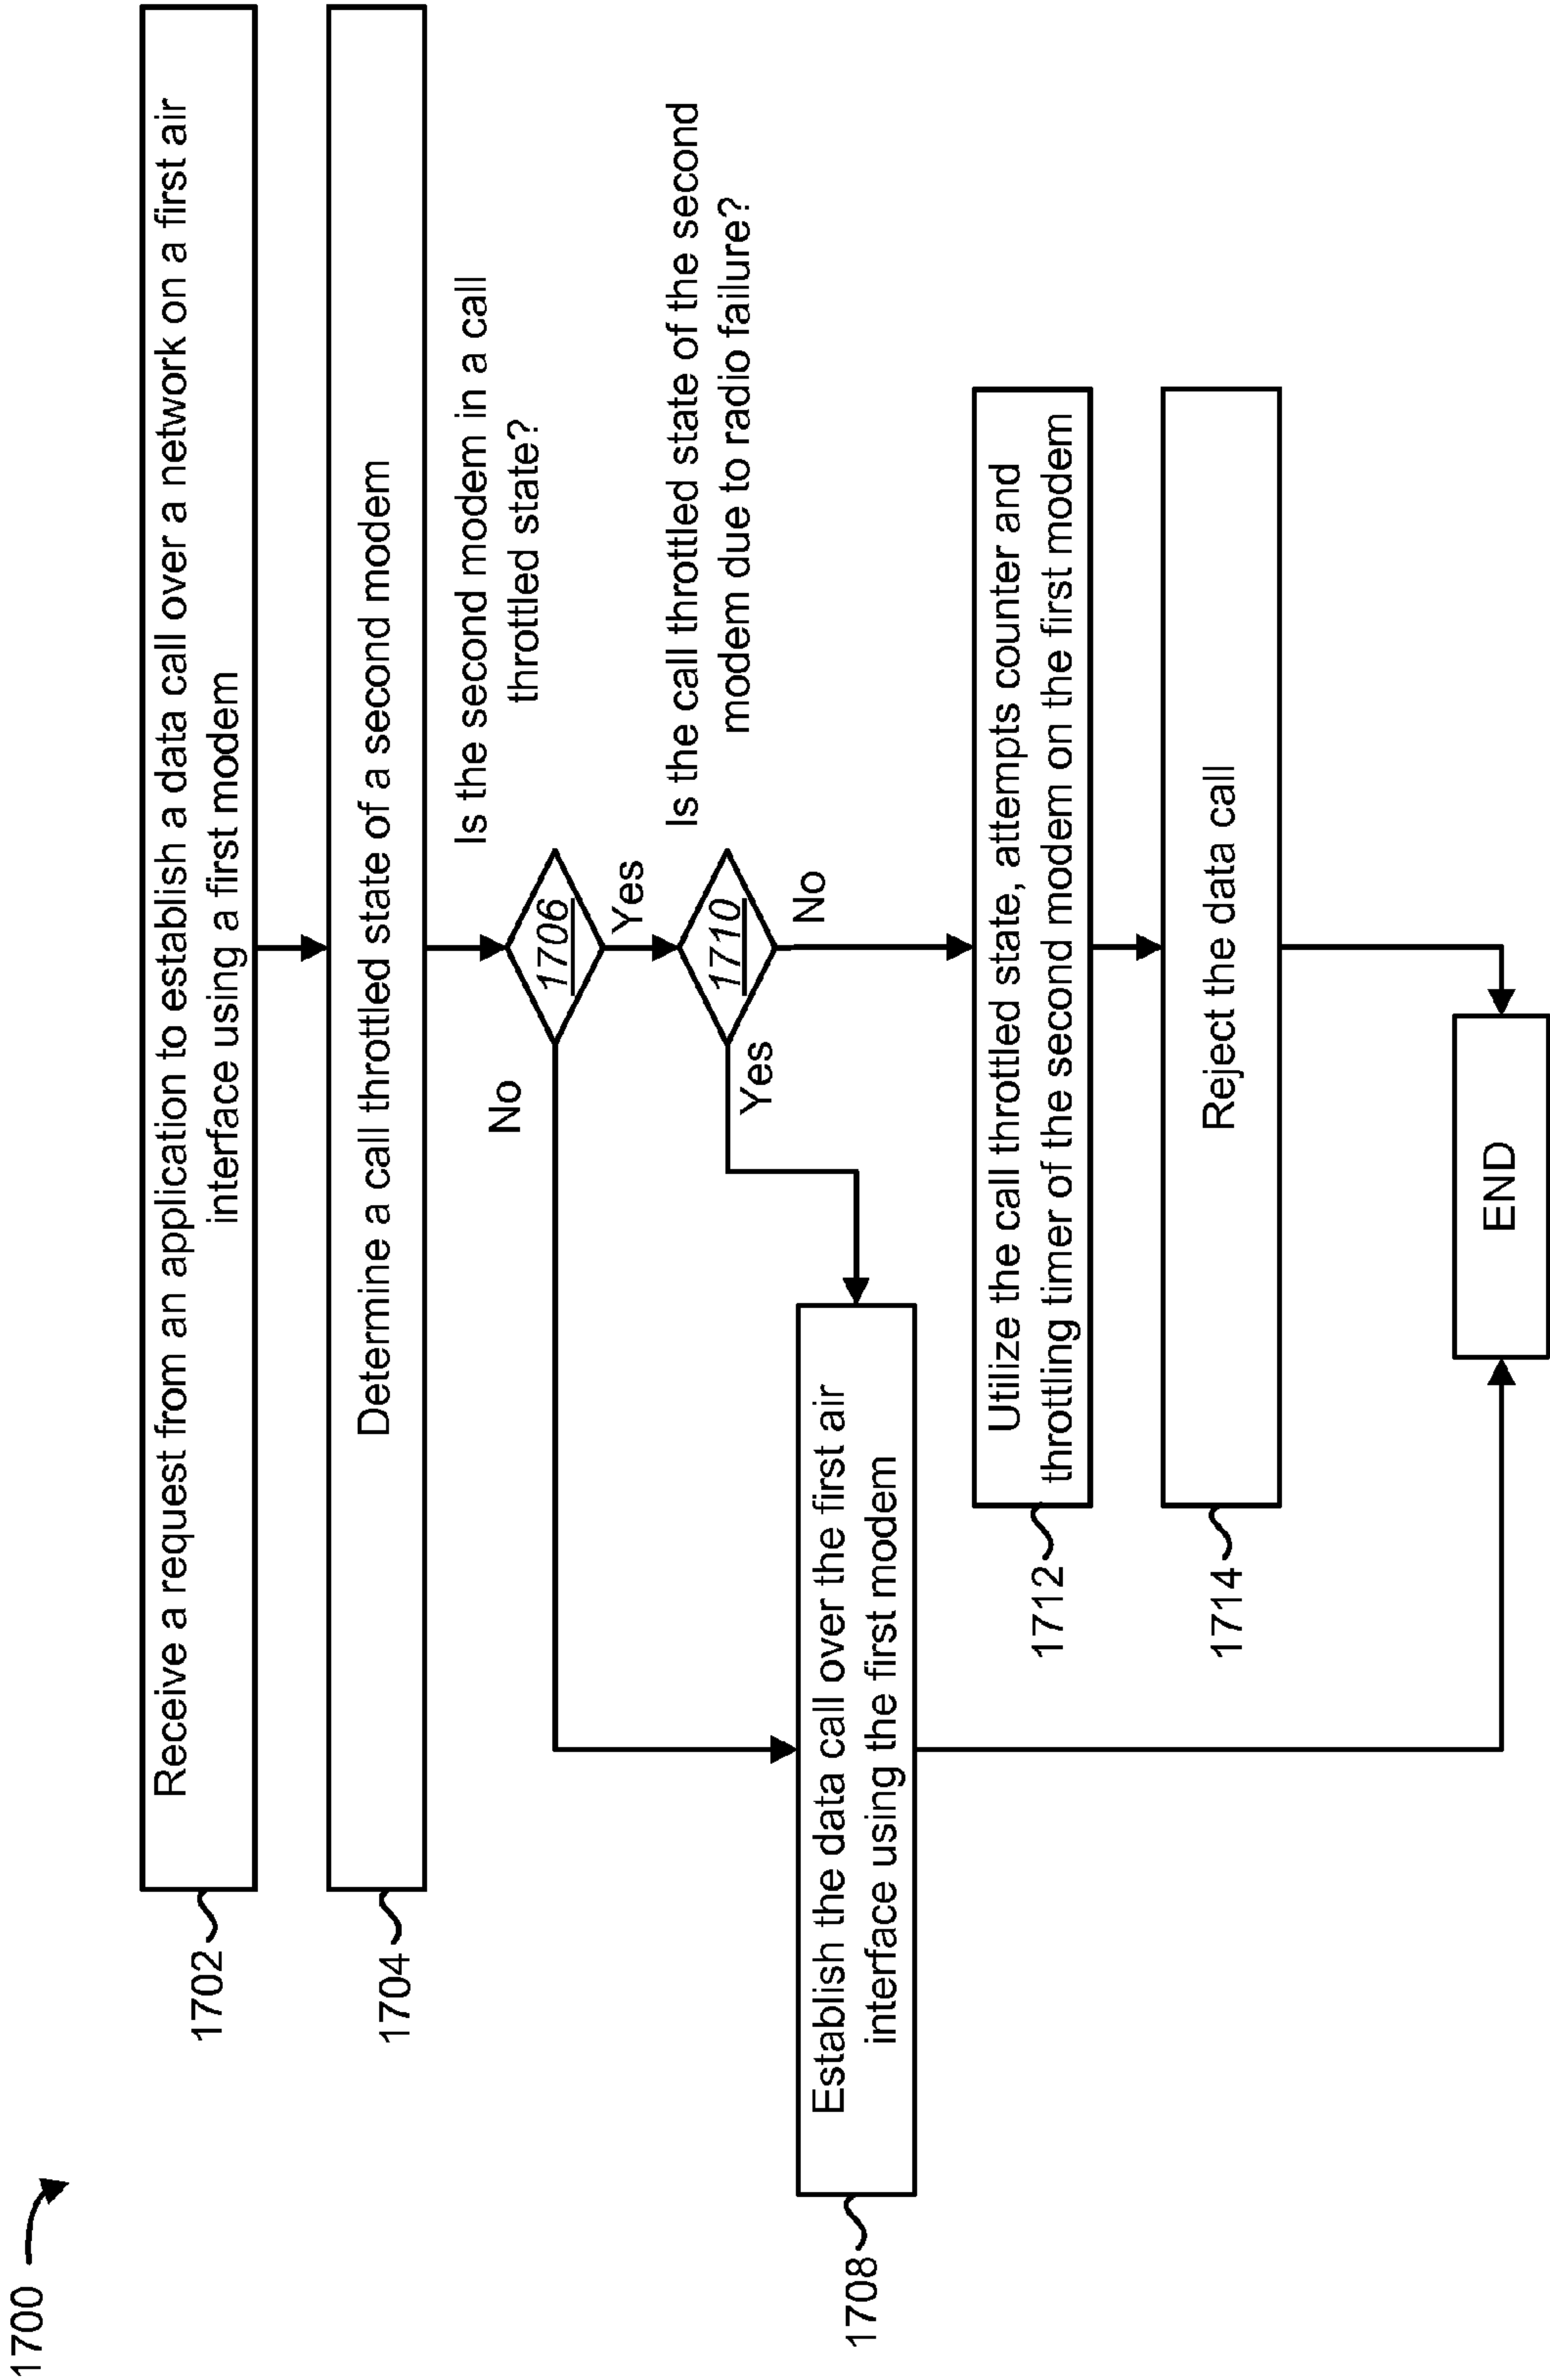 1700
1702
Receive a request from an application to establish a data call over a network on a first air
interface using a first modem
1704
Determine a call throttled state of a second modem
Is the second modem in a call
throttled state?
1706
No
Yes
Is the call throttled state of the second
modem due to radio failure?
1710
Yes
No
1708
Establish the data call over the first air
interface using the first modem
1712
Utilize the call throttled state, attempts counter and
throttling timer of the second modem on the first modem
1714
Reject the data call
END